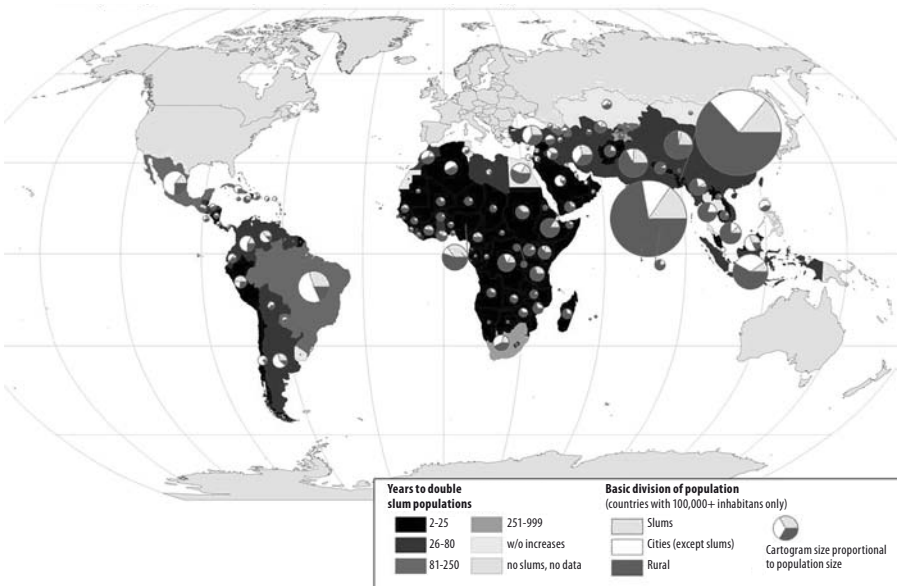 Years to double
slum populations
2-25
26-80
81-250
251-999
w/o increases
no slums, no data
Basic division of population
(countries with 100,000+ inhabitans only)
Slums
Cities (except slums)
Rural
Cartogram size proportional
to population size